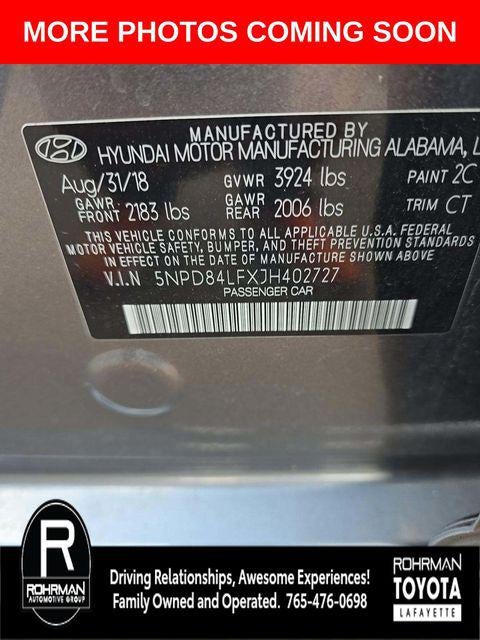 MORE PHOTOS COMING SOON
MANUFACTURED BY
HYUNDAI MOTOR MANUFACTURING ALABAMA, L
Aug/31/18 GVWR 3924 lbs PAINT 2C
GAWR FRONT 2183 lbs GAWR REAR 2006 lbs TRIM CT
THIS VEHICLE CONFORMS TO ALL APPLICABLE U.S.A. FEDERAL
MOTOR VEHICLE SAFETY, BUMPER, AND THEFT PREVENTION STANDARDS
IN EFFECT ON THE DATE OF MANUFACTURE SHOWN ABOVE.
V.I.N 5NPD84LFXJH402727
PASSENGER CAR
R
ROHRMAN
AUTOMOTIVE GROUP
Driving Relationships, Awesome Experiences!
Family Owned and Operated. 765-476-0698
ROHRMAN
TOYOTA
LAFAYETTE